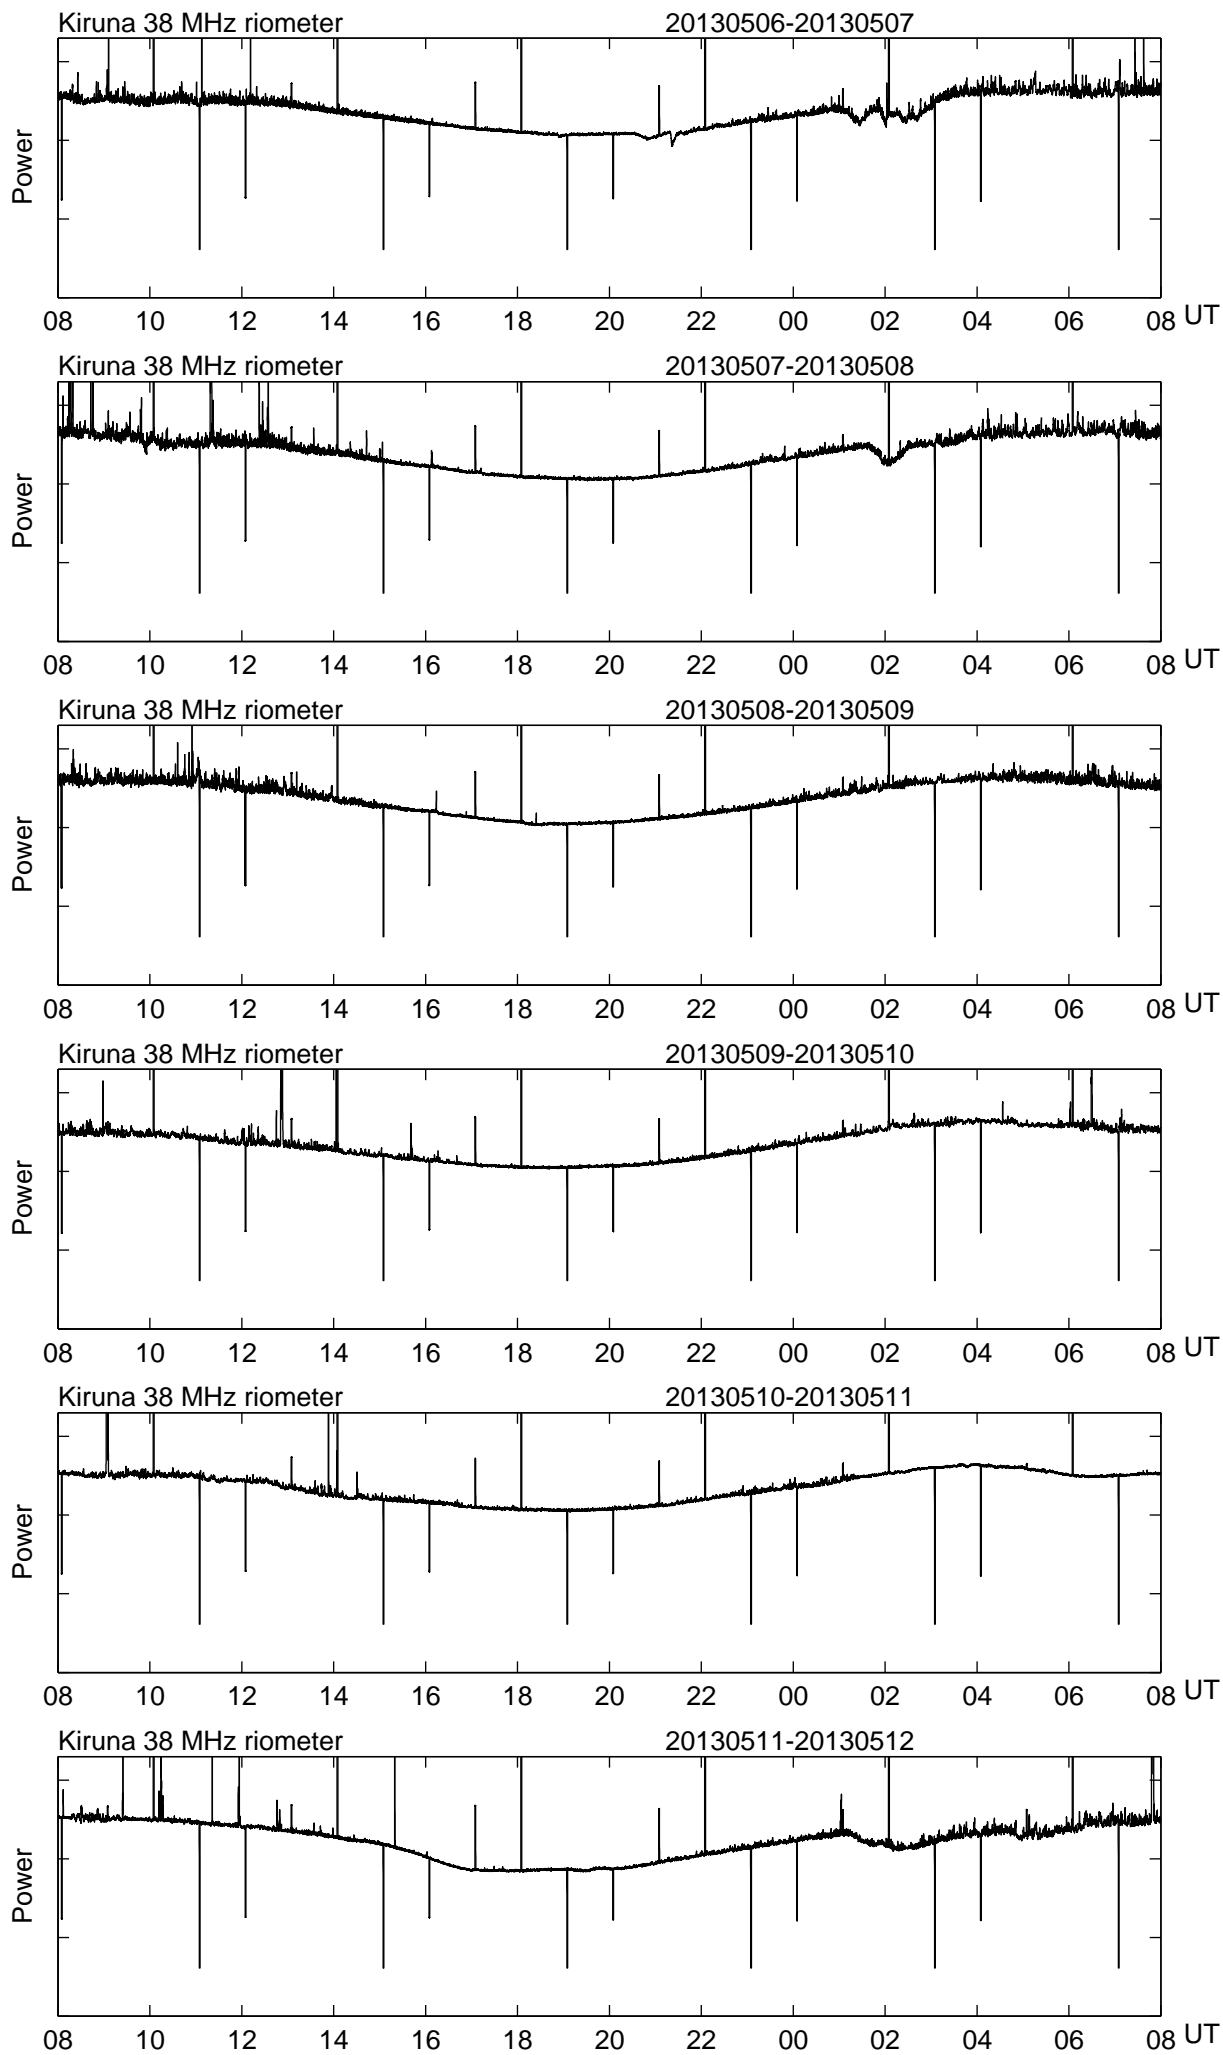 Kiruna 38 MHz riometer 20130506-20130507
Power
08 10 12 14 16 18 20 22 00 02 04 06 08 UT
Kiruna 38 MHz riometer 20130507-20130508
Power
08 10 12 14 16 18 20 22 00 02 04 06 08 UT
Kiruna 38 MHz riometer 20130508-20130509
Power
08 10 12 14 16 18 20 22 00 02 04 06 08 UT
Kiruna 38 MHz riometer 20130509-20130510
Power
08 10 12 14 16 18 20 22 00 02 04 06 08 UT
Kiruna 38 MHz riometer 20130510-20130511
Power
08 10 12 14 16 18 20 22 00 02 04 06 08 UT
Kiruna 38 MHz riometer 20130511-20130512
Power
08 10 12 14 16 18 20 22 00 02 04 06 08 UT